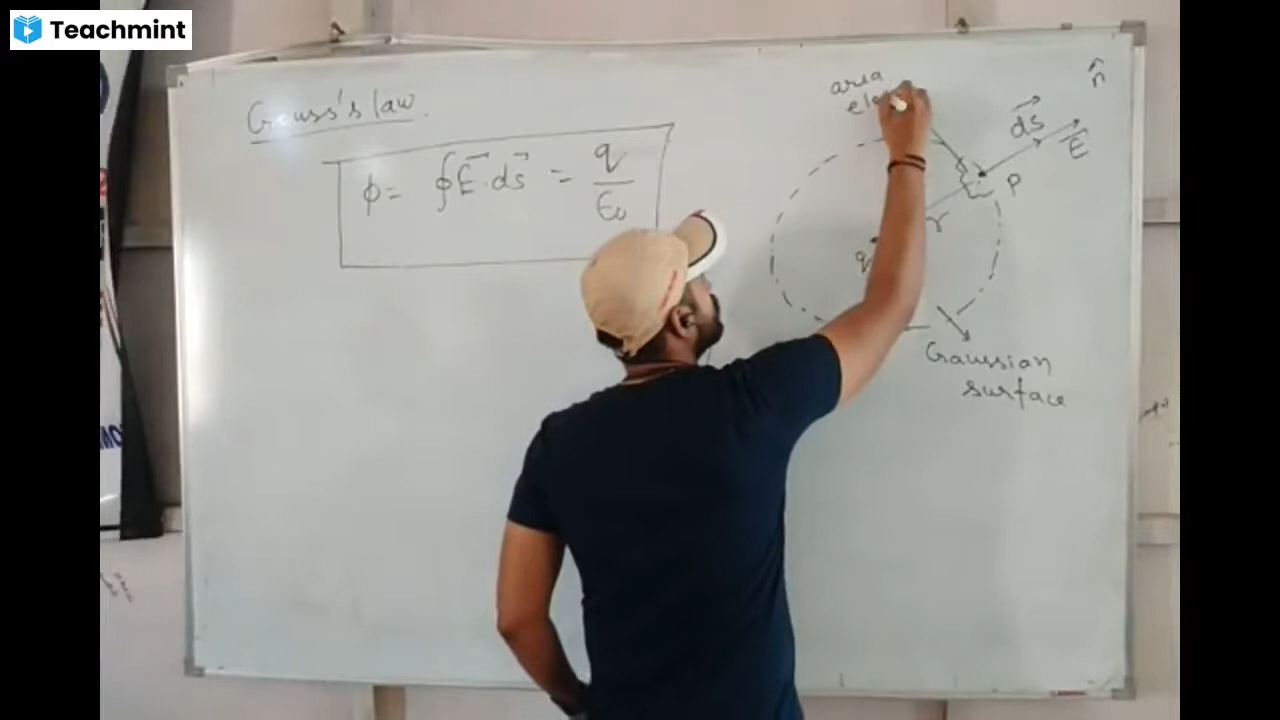 Teachmint
Gauss's law.
ϕ = ∮E⃗.ds⃗ = q/ε₀
area
n̂
ds⃗
E⃗
P
r
q
Gaussian
surface